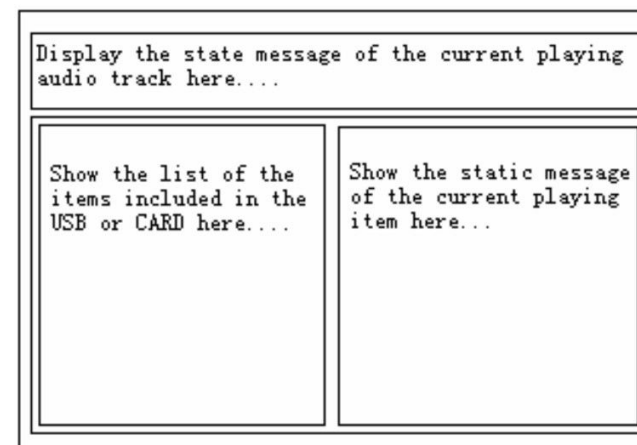 Display the state message of the current playing
audio track here....
Show the list of the
items included in the
USB or CARD here....
Show the static message
of the current playing
item here...